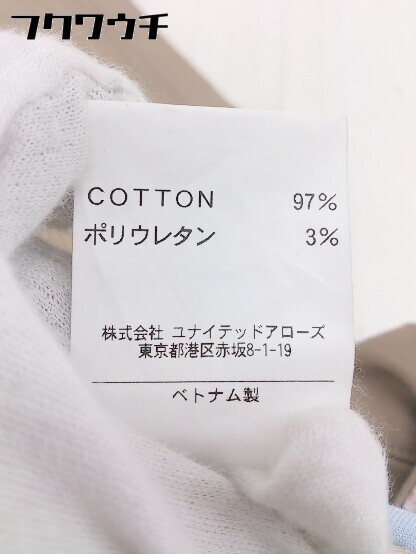 フクワウチ
COTTON 97%
ポリウレタン 3%
株式会社 ユナイテッドアローズ
東京都港区赤坂8-1-19
ベトナム製